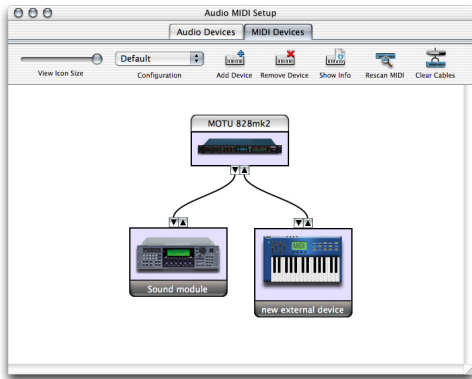 Audio MIDI Setup
Audio Devices MIDI Devices
Default
View Icon Size Configuration Add Device Remove Device Show Info Rescan MIDI Clear Cables
MOTU 828mk2
Sound module
MIDI
new external device